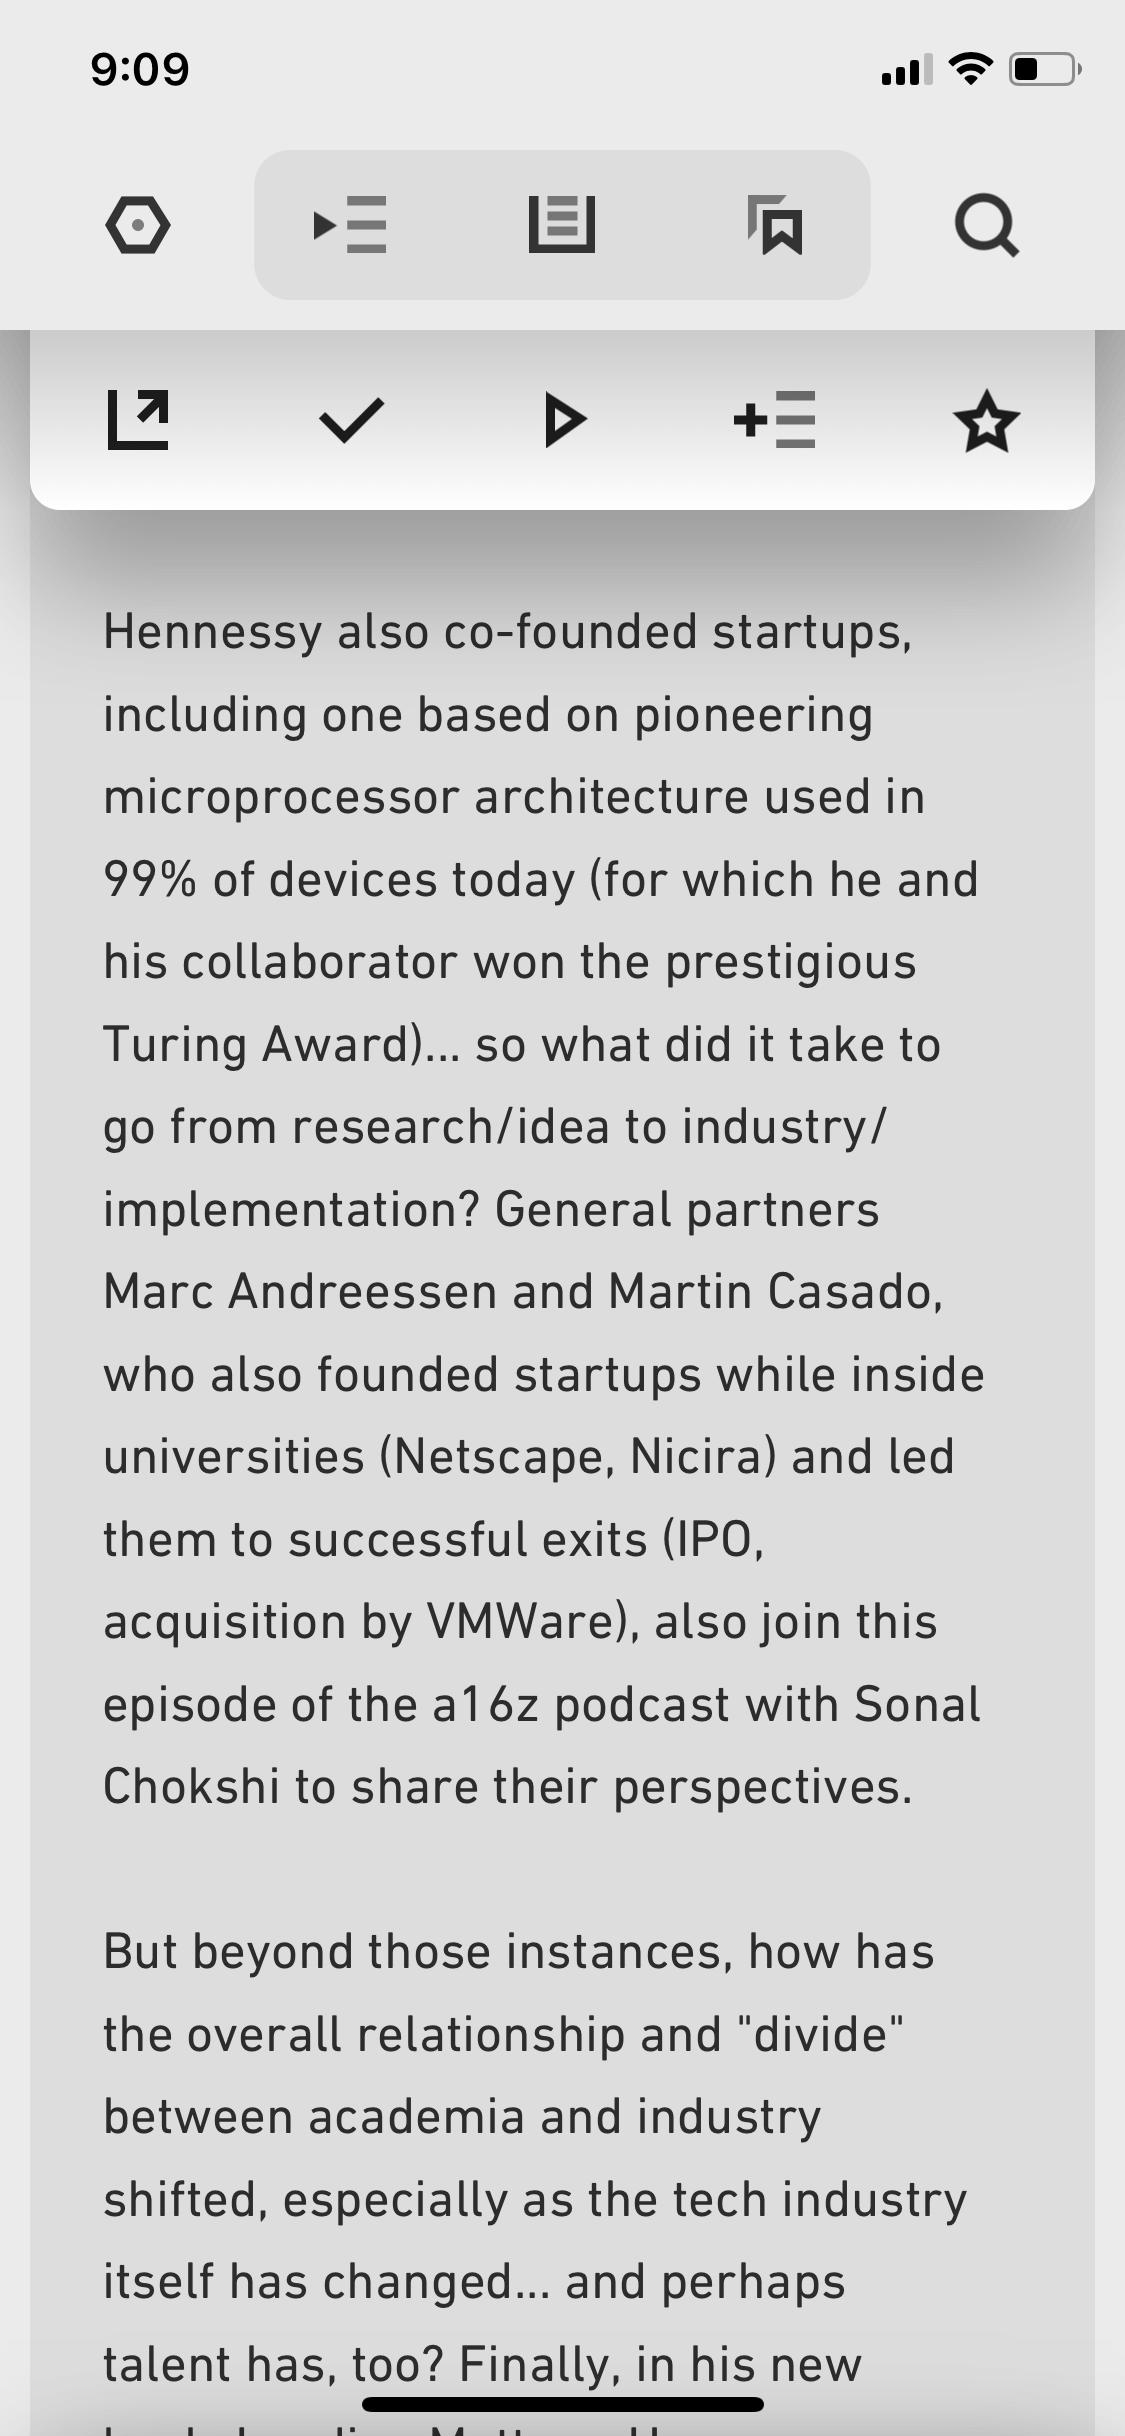 9:09
Hennessy also co-founded startups,
including one based on pioneering
microprocessor architecture used in
99% of devices today (for which he and
his collaborator won the prestigious
Turing Award)... so what did it take to
go from research/idea to industry/
implementation? General partners
Marc Andreessen and Martin Casado,
who also founded startups while inside
universities (Netscape, Nicira) and led
them to successful exits (IPO,
acquisition by VMWare), also join this
episode of the a16z podcast with Sonal
Chokshi to share their perspectives.
But beyond those instances, how has
the overall relationship and "divide"
between academia and industry
shifted, especially as the tech industry
itself has changed... and perhaps
talent has, too? Finally, in his new